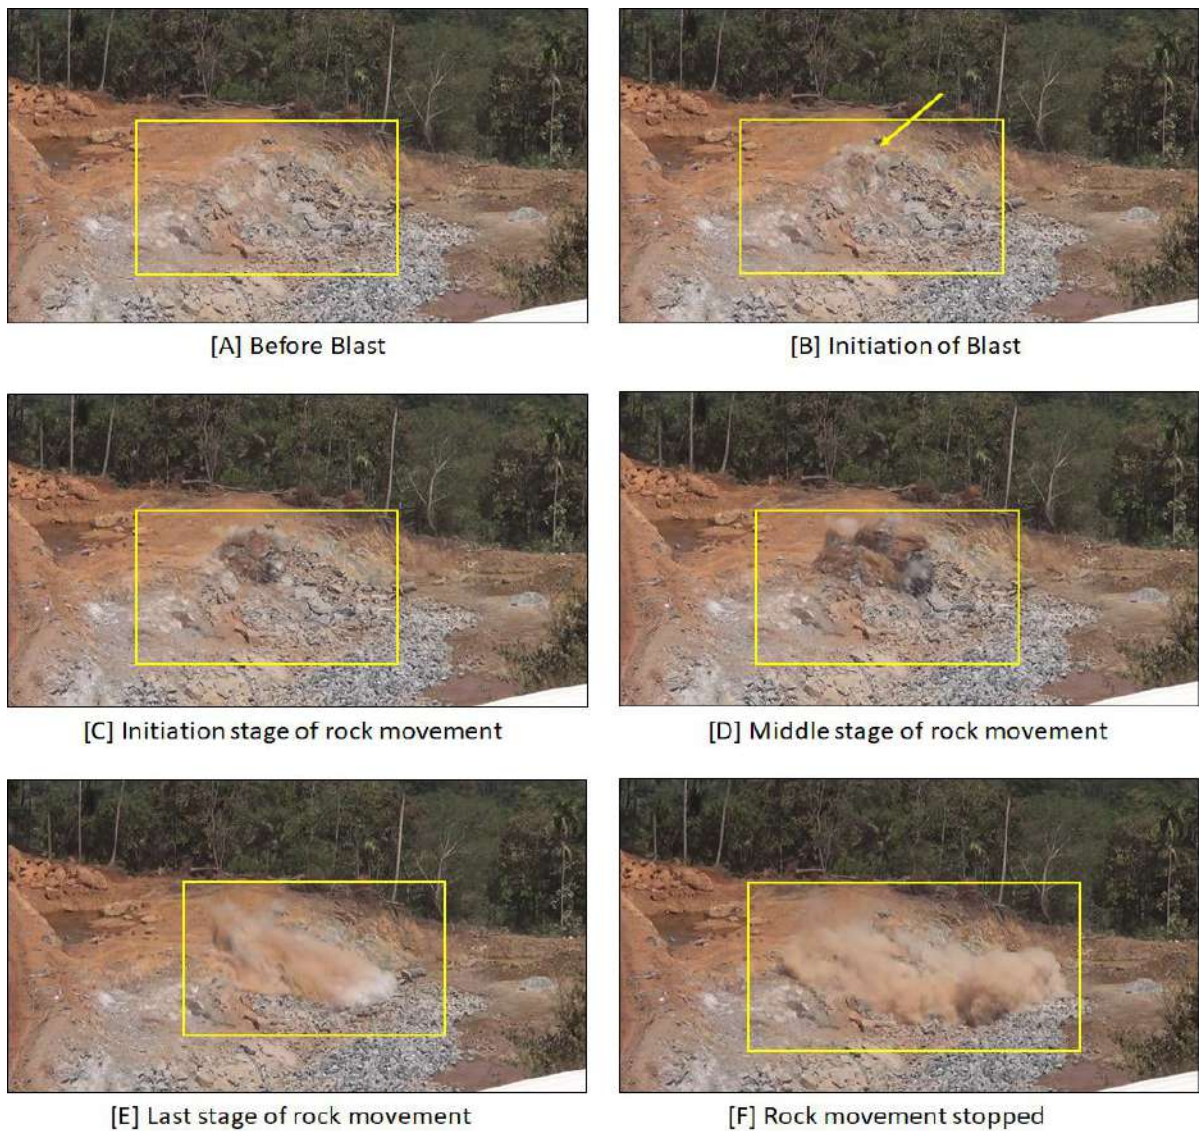 [A] Before Blast
[B] Initiation of Blast
[C] Initiation stage of rock movement
[D] Middle stage of rock movement
[E] Last stage of rock movement
[F] Rock movement stopped